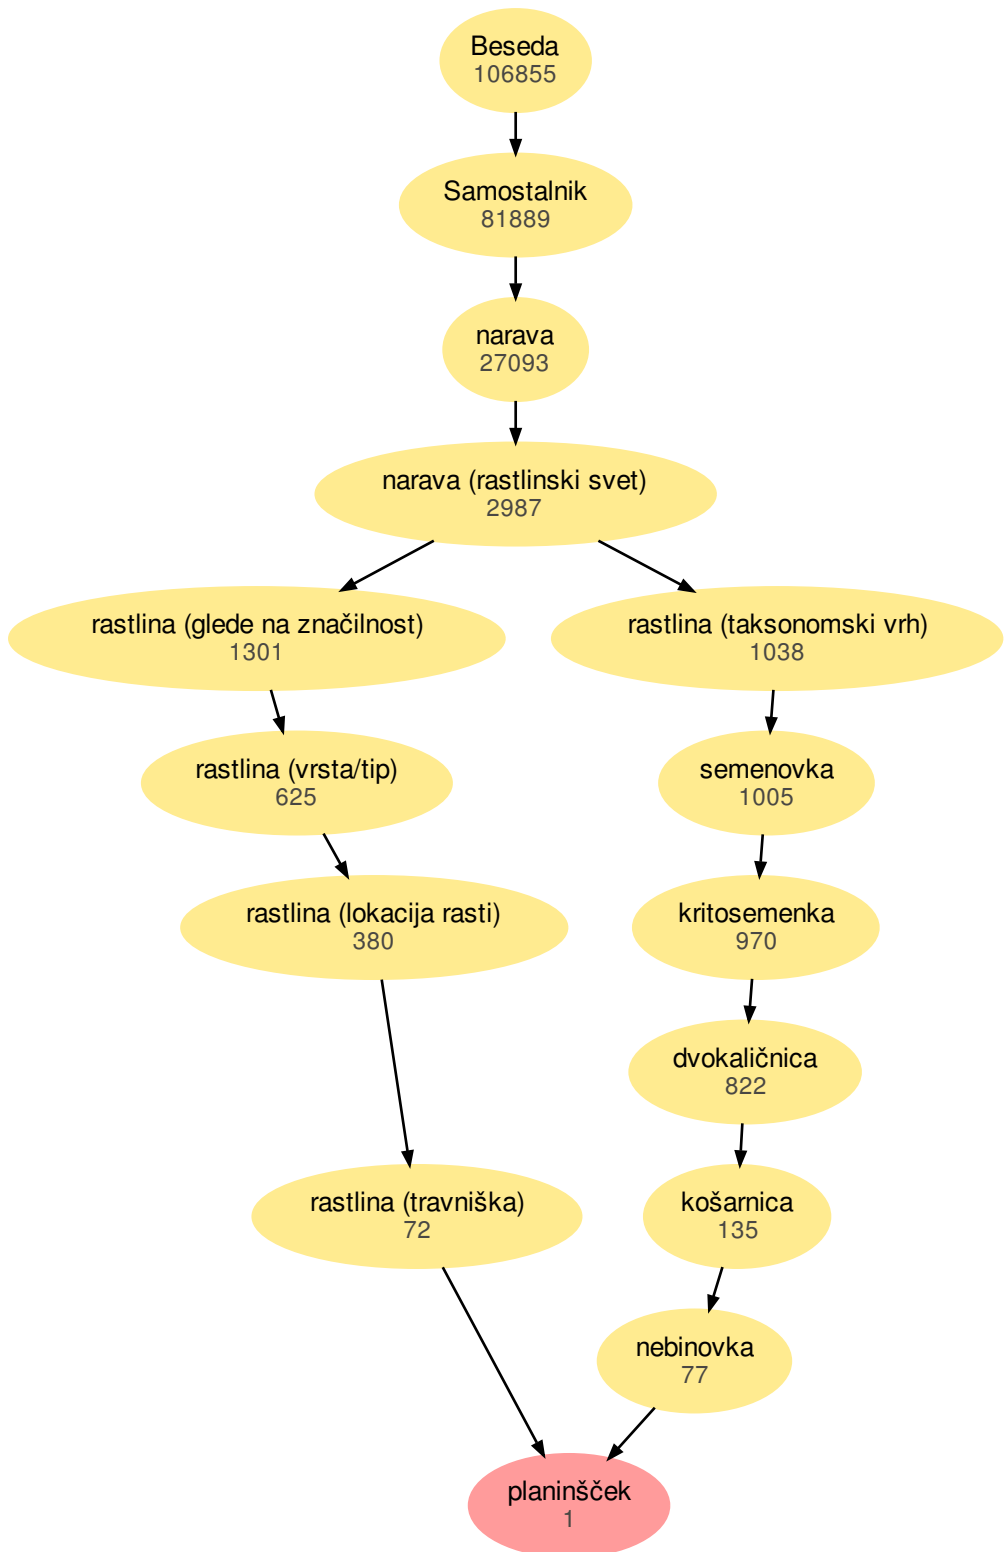 Beseda
106855
Samostalnik
81889
narava
27093
narava (rastlinski svet)
2987
rastlina (glede na značilnost)
1301
rastlina (taksonomski vrh)
1038
rastlina (vrsta/tip)
625
semenovka
1005
rastlina (lokacija rasti)
380
kritosemenka
970
dvokaličnica
822
rastlina (travniška)
72
košarnica
135
nebinovka
77
planinšček
1